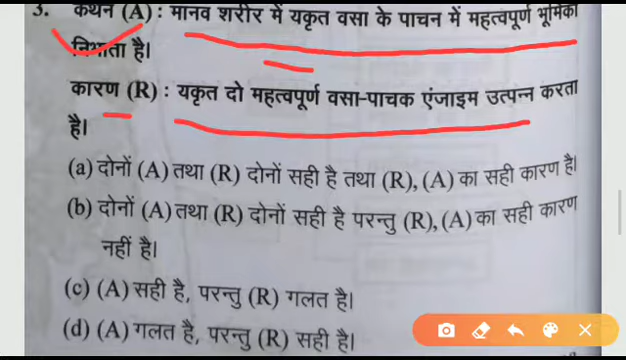 3. कथन (A) : मानव शरीर में यकृत वसा के पाचन में महत्वपूर्ण भूमिका
निभाता है।
कारण (R) : यकृत दो महत्वपूर्ण वसा-पाचक एंजाइम उत्पन्न करता
है।
(a) दोनों (A) तथा (R) दोनों सही है तथा (R), (A) का सही कारण है।
(b) दोनों (A) तथा (R) दोनों सही है परन्तु (R), (A) का सही कारण
नहीं है।
(c) (A) सही है, परन्तु (R) गलत है।
(d) (A) गलत है, परन्तु (R) सही है।